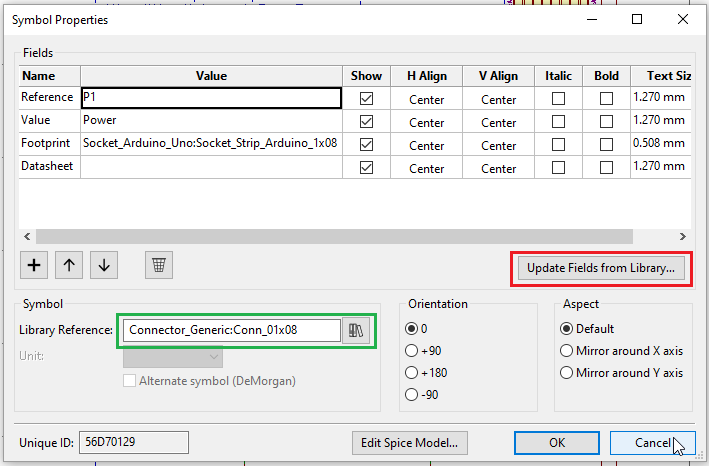 Symbol Properties
Fields
Name Value Show H Align V Align Italic Bold Text Siz
Reference P1 Center Center 1.270 mm
Value Power Center Center 1.270 mm
Footprint Socket_Arduino_Uno:Socket_Strip_Arduino_1x08 Center Center 0.508 mm
Datasheet Center Center 1.270 mm
Update Fields from Library...
Symbol Orientation Aspect
Library Reference: Connector_Generic:Conn_01x08 0 Default
Unit: +90 Mirror around X axis
Alternate symbol (DeMorgan) +180 Mirror around Y axis
-90
Unique ID: 56D70129 Edit Spice Model... OK Cancel